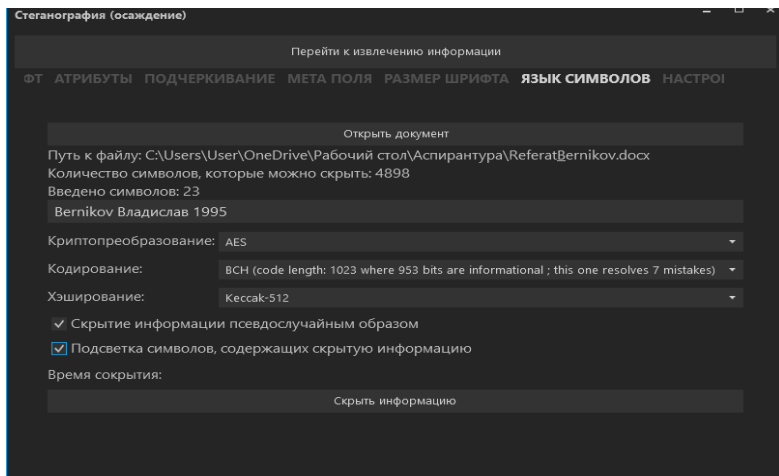 Стеганография (осаждение)
Перейти к извлечению информации
ФТ АТРИБУТЫ ПОДЧЕРКИВАНИЕ МЕТА ПОЛЯ РАЗМЕР ШРИФТА ЯЗЫК СИМВОЛОВ НАСТРОІ
Открыть документ
Путь к файлу: C:\Users\User\OneDrive\Рабочий стол\Аспирантура\ReferatBernikov.docx
Количество символов, которые можно скрыть: 4898
Введено символов: 23
Bernikov Владислав 1995
Криптопреобразование: AES
Кодирование: BCH (code length: 1023 where 953 bits are informational ; this one resolves 7 mistakes)
Хэширование: Keccak-512
Скрытие информации псевдослучайным образом
Подсветка символов, содержащих скрытую информацию
Время сокрытия:
Скрыть информацию